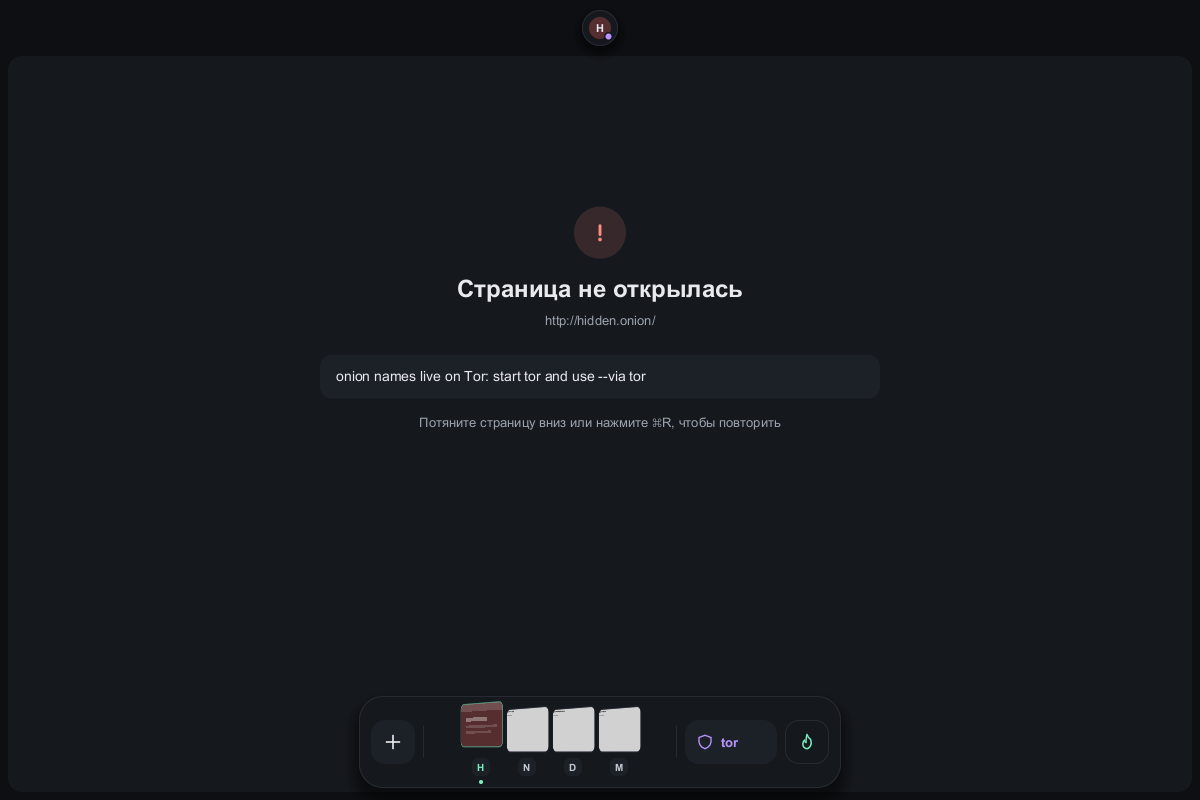 H
Страница не открылась
http://hidden.onion/
onion names live on Tor: start tor and use --via tor
Потяните страницу вниз или нажмите ⌘R, чтобы повторить
tor
H N D M